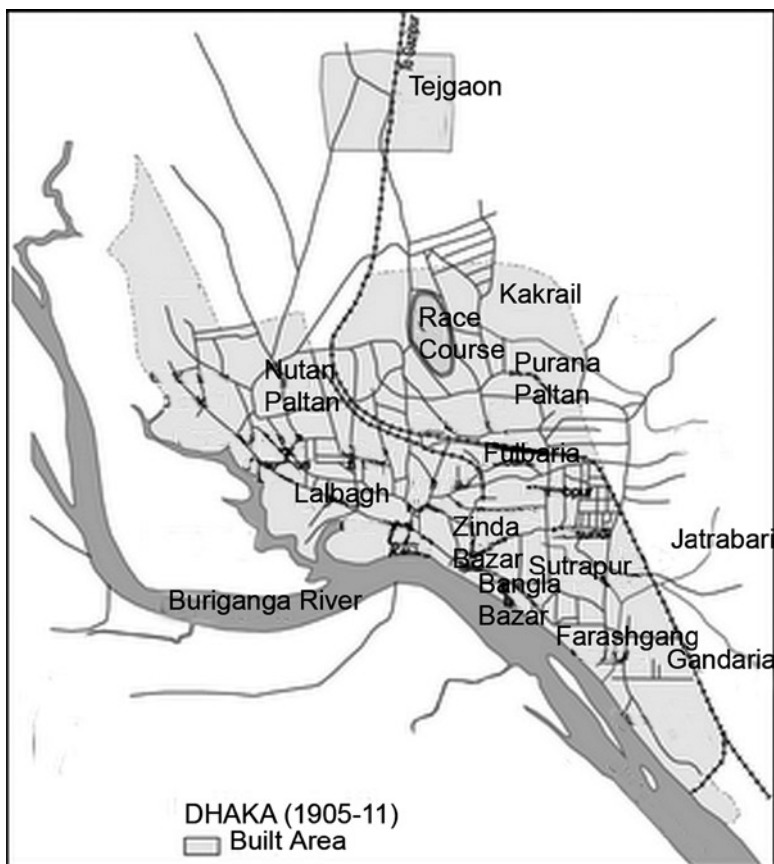 To Gazipur
Tejgaon
Kakrail
Race
Course
Purana
Paltan
Nutan
Paltan
Fulbaria
Lalbagh
Zinda
Bazar
Jatrabari
Sutrapur
Bangla
Bazar
Buriganga River
Farashgang
Gandaria
DHAKA (1905-11)
Built Area